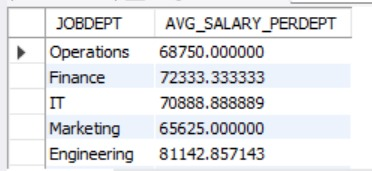 JOBDEPT AVG_SALARY_PERDEPT
Operations 68750.000000
Finance 72333.333333
IT 70888.888889
Marketing 65625.000000
Engineering 81142.857143